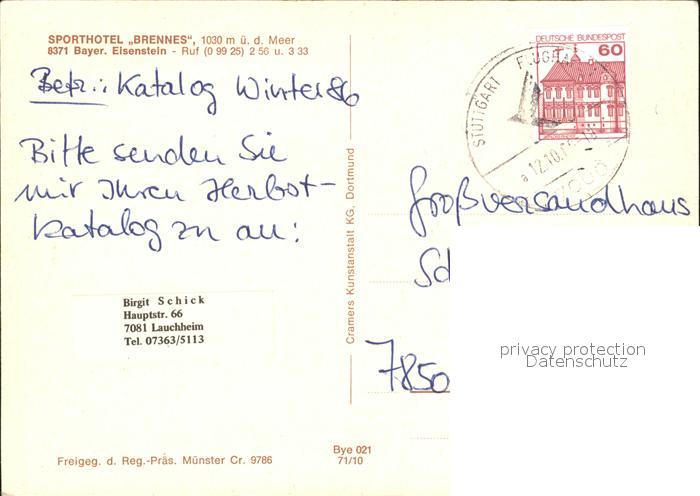 SPORTHOTEL „BRENNES", 1030 m ü. d. Meer
8371 Bayer. Eisenstein - Ruf (0 99 25) 2 56 u. 3 33
Betr.: Katalog Winter 86
Bitte senden Sie
mir Ihren Herbst-
katalog zu an:
Birgit Schick
Hauptstr. 66
7081 Lauchheim
Tel. 07363/5113
Freigeg. d. Reg.-Präs. Münster Cr. 9786
Cramers Kunstanstalt KG, Dortmund
Bye 021
71/10
DEUTSCHE BUNDESPOST
60
STUTTGART
12.10.
Großversandhaus
Sc
7850
privacy protection
Datenschutz